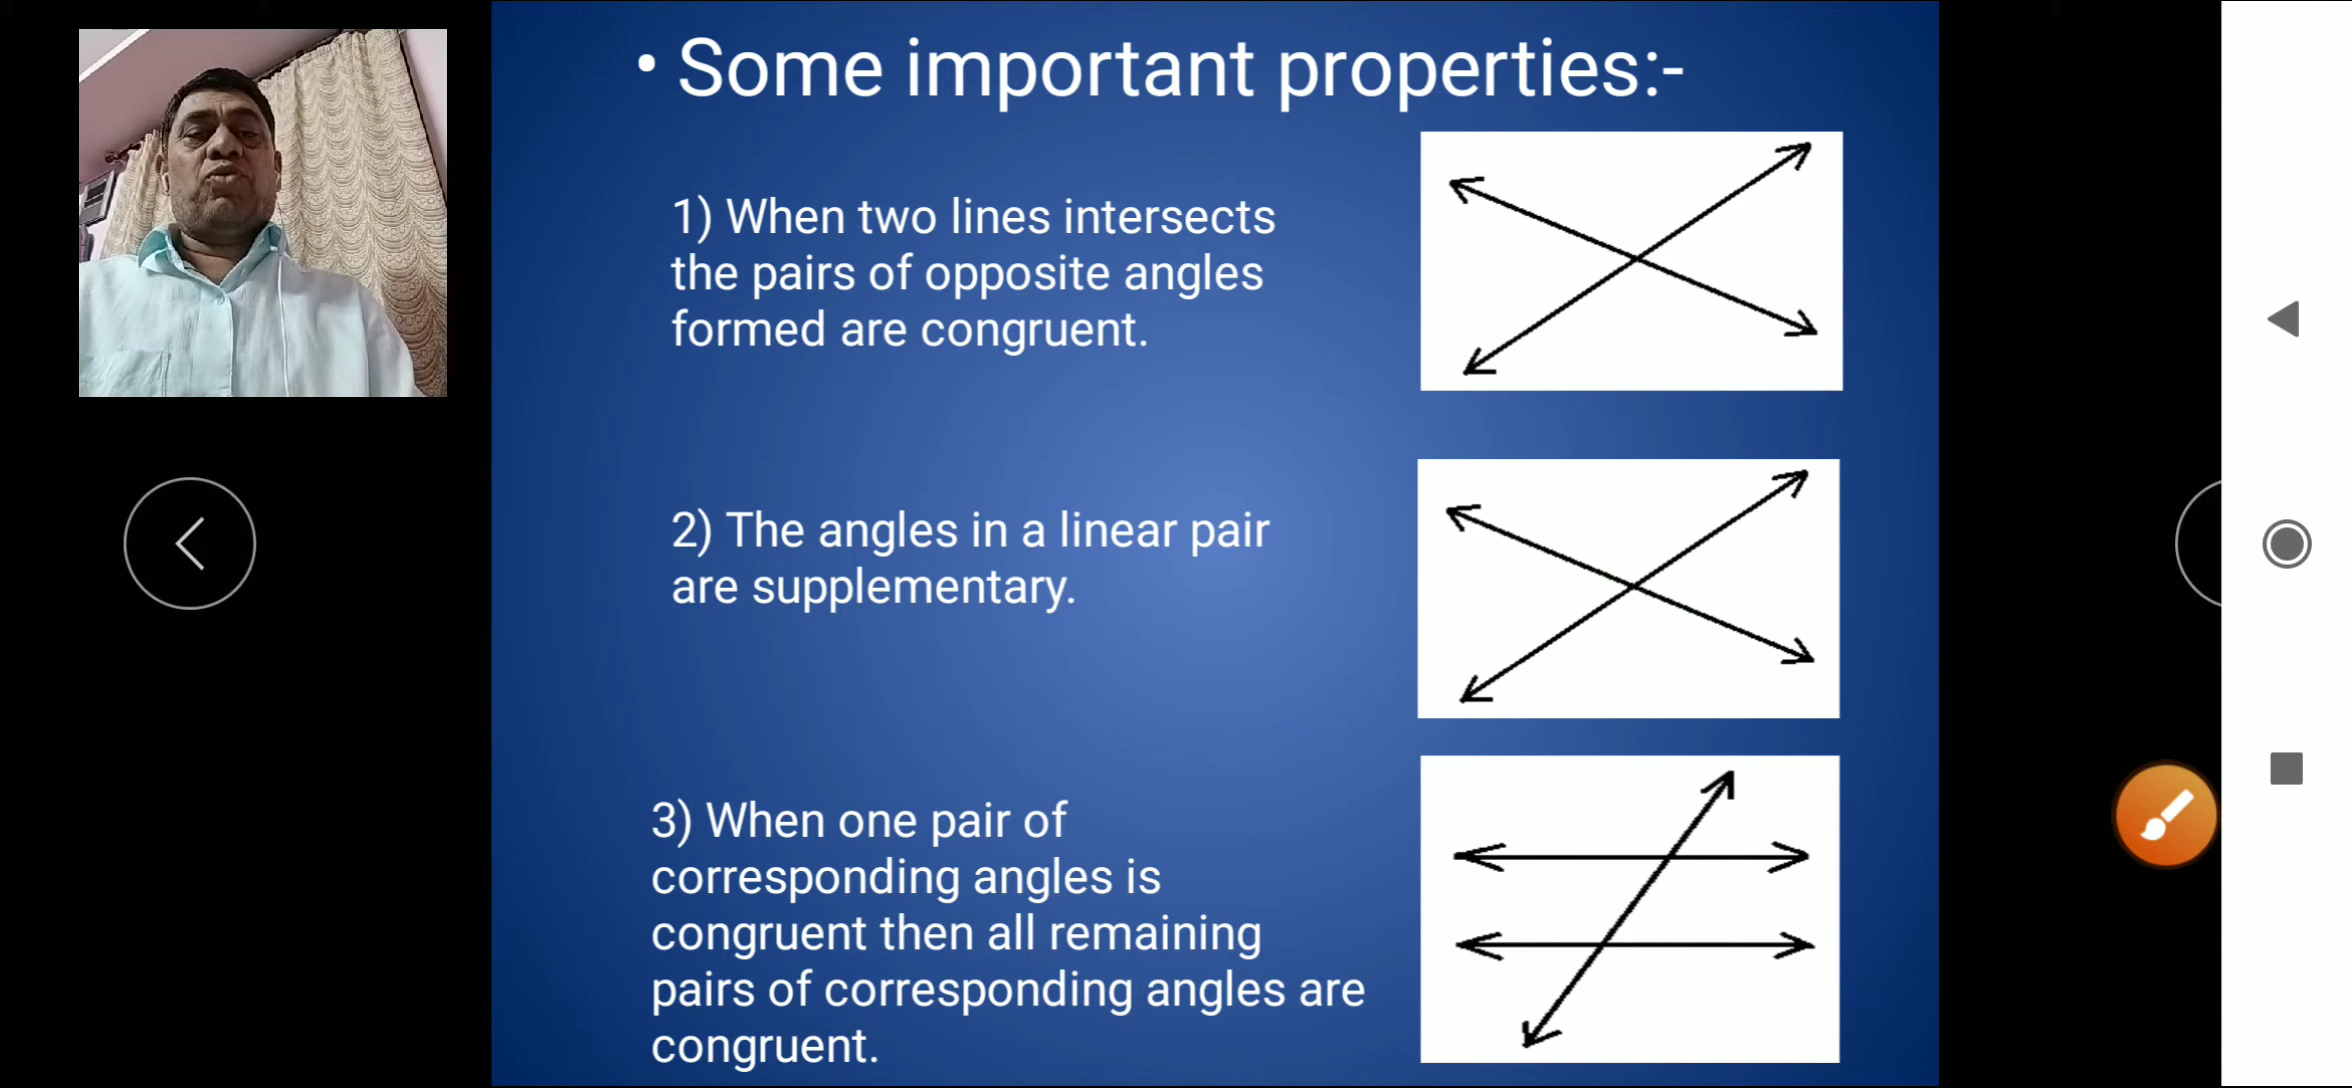 • Some important properties:-
1) When two lines intersects
the pairs of opposite angles
formed are congruent.
2) The angles in a linear pair
are supplementary.
3) When one pair of
corresponding angles is
congruent then all remaining
pairs of corresponding angles are
congruent.